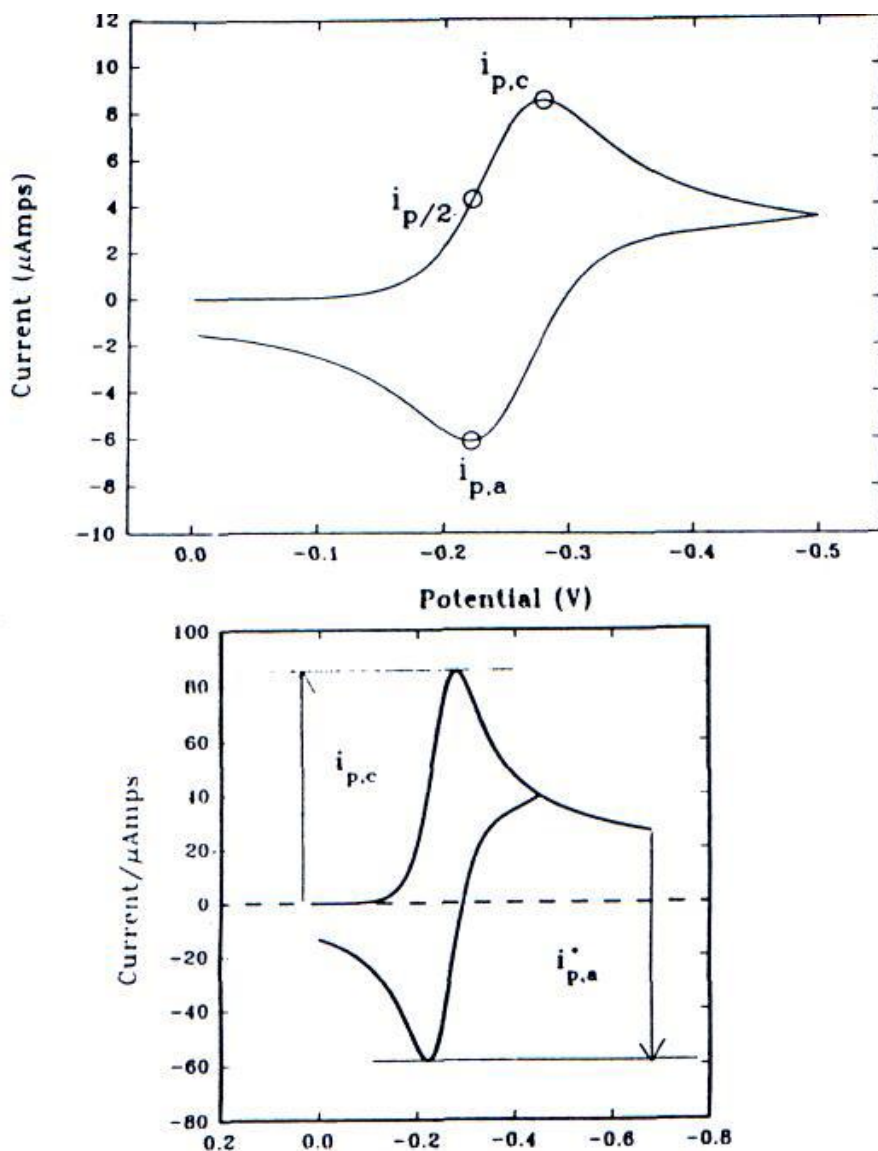 12
10
8
6
4
2
0
-2
-4
-6
-8
-10
Current (μAmps)
i p,c
i p/2
i p,a
0.0 -0.1 -0.2 -0.3 -0.4 -0.5
Potential (V)
100
80
60
40
20
0
-20
-40
-60
-80
Current/μAmps
i p,c
i* p,a
0.2 0.0 -0.2 -0.4 -0.6 -0.8